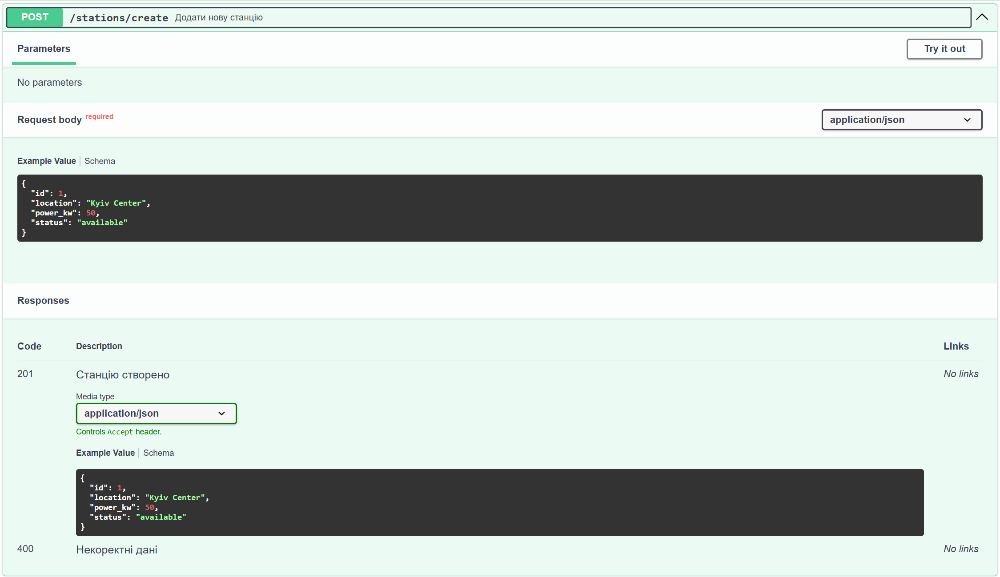 POST /stations/create Додати нову станцію
Parameters Try it out
No parameters
Request body required application/json
Example Value Schema
{
"id": 1,
"location": "Kyiv Center",
"power_kw": 50,
"status": "available"
}
Responses
Code Description Links
201 Станцію створено No links
Media type
application/json
Controls Accept header.
Example Value Schema
{
"id": 1,
"location": "Kyiv Center",
"power_kw": 50,
"status": "available"
}
400 Некоректні дані No links